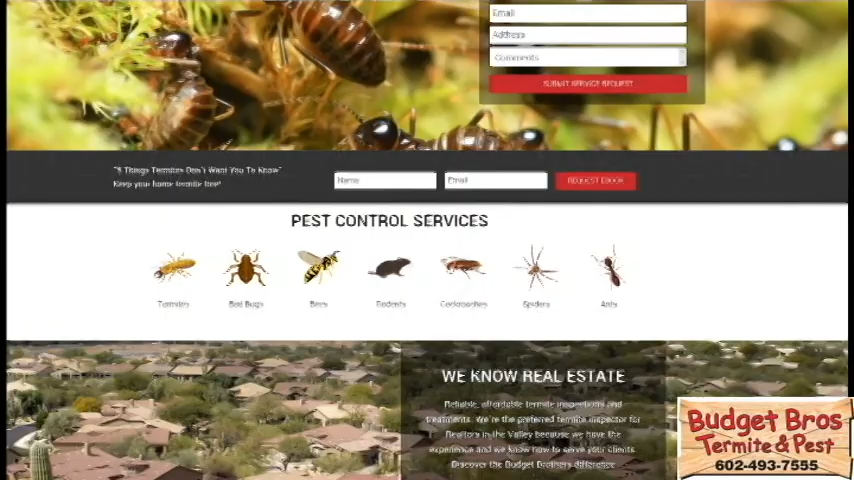 Email
Address
Comments
SUBMIT SERVICE REQUEST
"5 Things Termites Don't Want You To Know"
Keep your home termite free!
Name
Email
REQUEST EBOOK
PEST CONTROL SERVICES
Termites
Bed Bugs
Bees
Rodents
Cockroaches
Spiders
Ants
WE KNOW REAL ESTATE
Reliable, affordable termite inspections and
treatments. We're the preferred termite inspector for
Realtors in the Valley because we have the
experience and we know how to serve your clients.
Discover the Budget Brothers difference
Budget Bros
Termite & Pest
602-493-7555